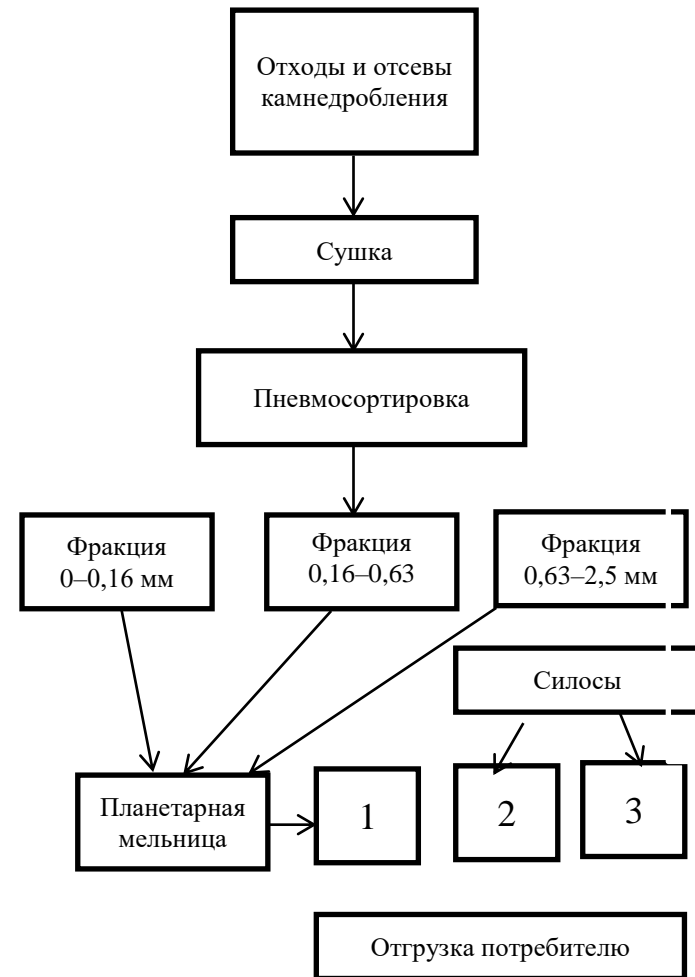 Отходы и отсевы
камнедробления
Сушка
Пневмосортировка
Фракция
0–0,16 мм
Фракция
0,16–0,63
Фракция
0,63–2,5 мм
Силосы
Планетарная
мельница
1
2
3
Отгрузка потребителю